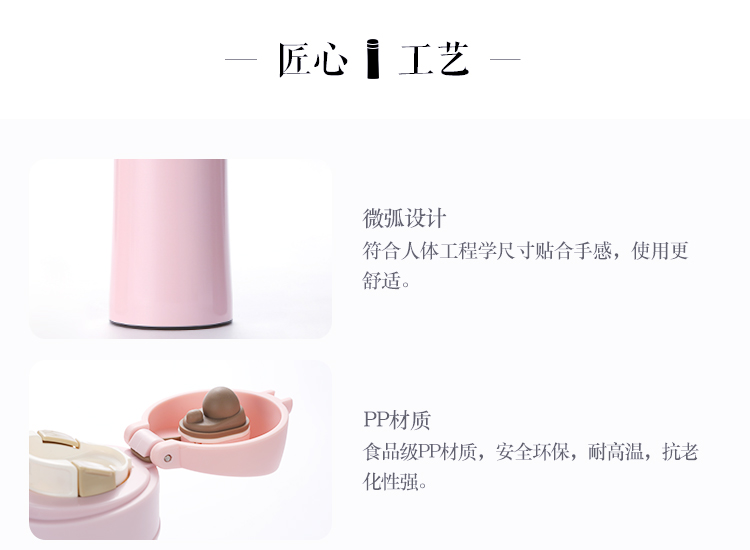 匠心 工艺
微弧设计
符合人体工程学尺寸贴合手感，使用更
舒适。
PP材质
食品级PP材质，安全环保，耐高温，抗老
化性强。